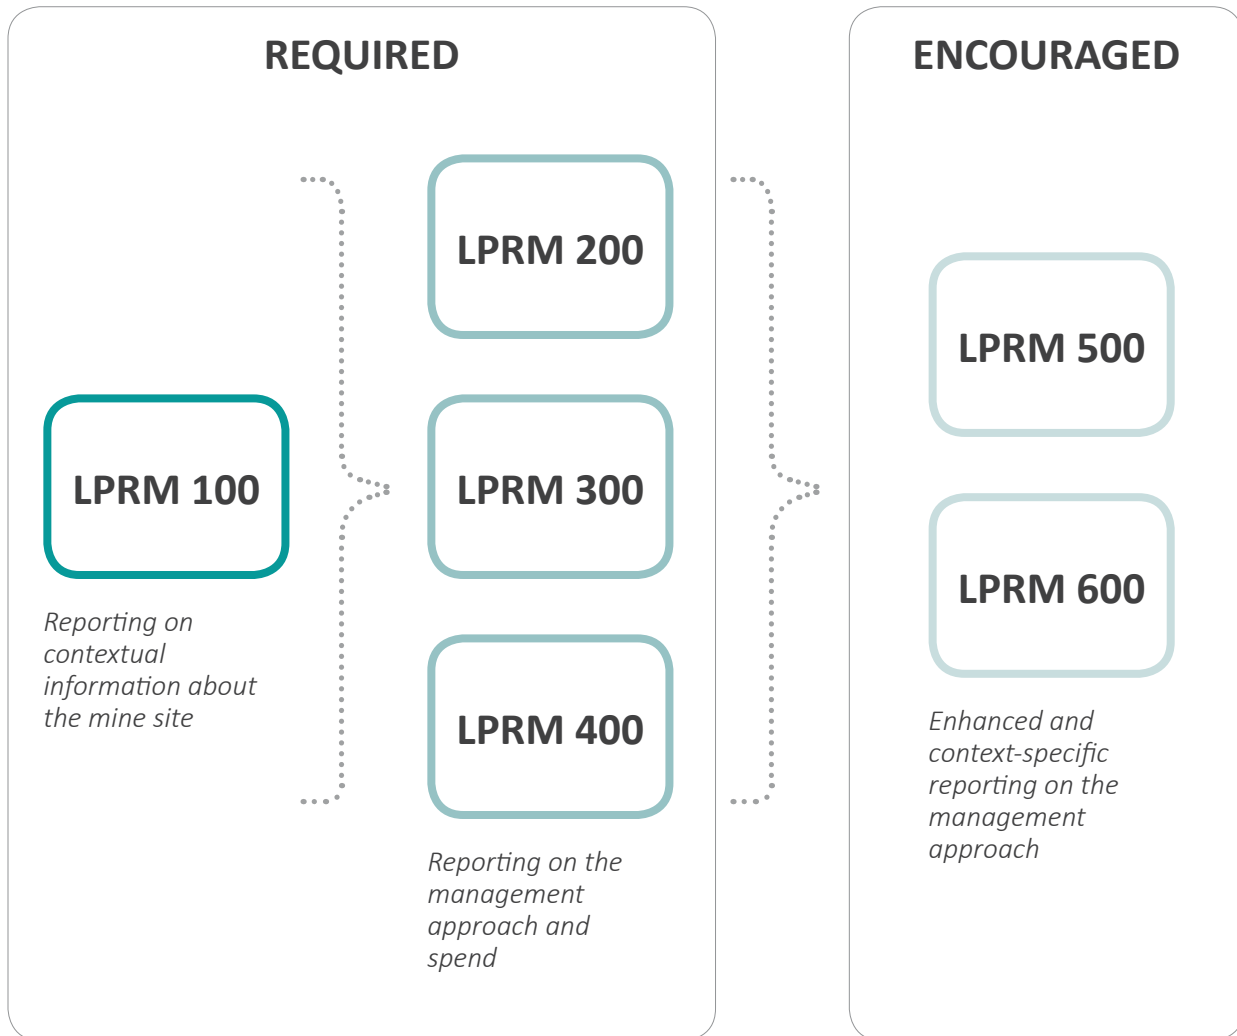 REQUIRED
LPRM 100
Reporting on
contextual
information about
the mine site
LPRM 200
LPRM 300
LPRM 400
Reporting on the
management
approach and
spend
ENCOURAGED
LPRM 500
LPRM 600
Enhanced and
context-specific
reporting on the
management
approach